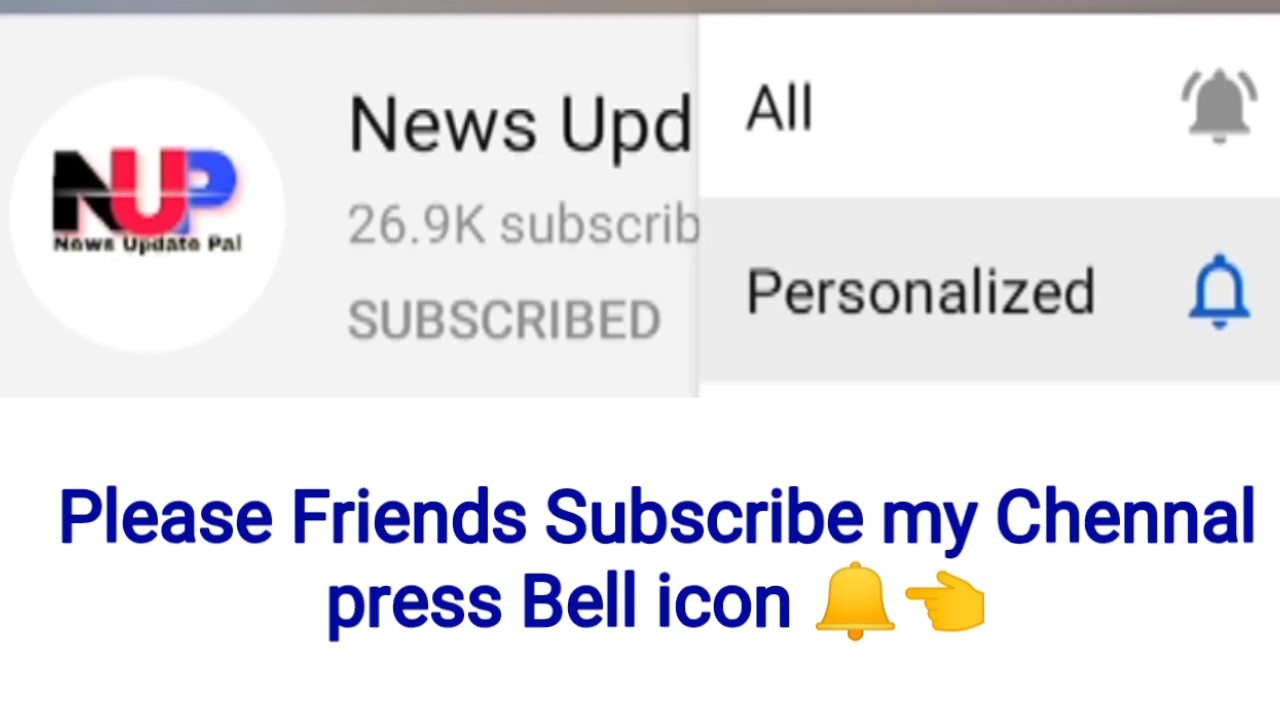 NUP
News Update Pal
News Upd
26.9K subscrib
SUBSCRIBED
All
Personalized
Please Friends Subscribe my Chennal
press Bell icon 🔔👈